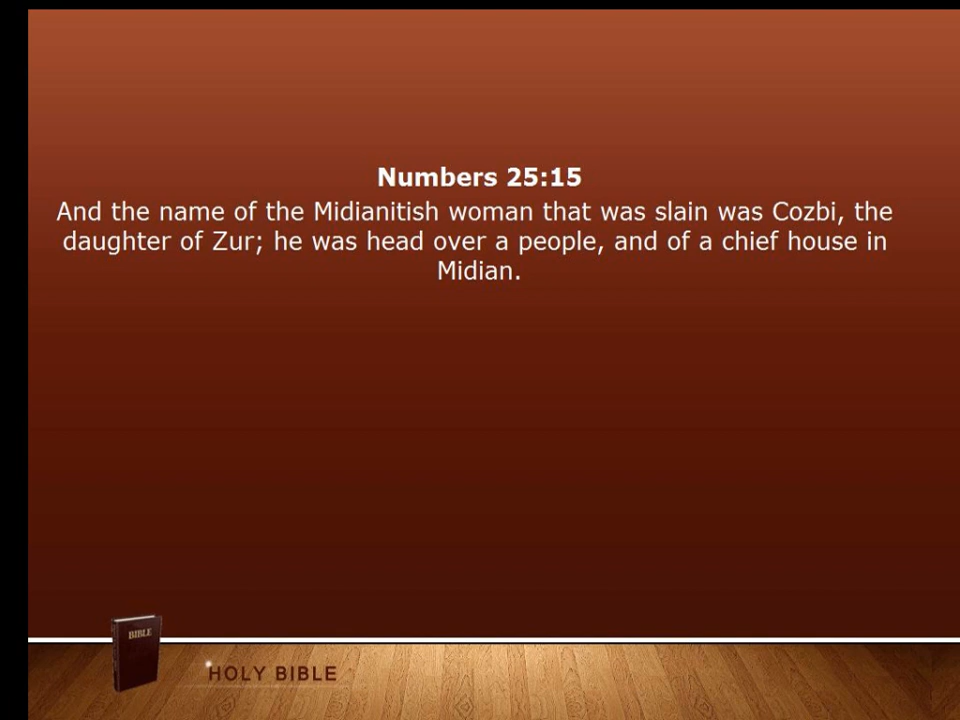 Numbers 25:15
And the name of the Midianitish woman that was slain was Cozbi, the
daughter of Zur; he was head over a people, and of a chief house in
Midian.
BIBLE
HOLY BIBLE